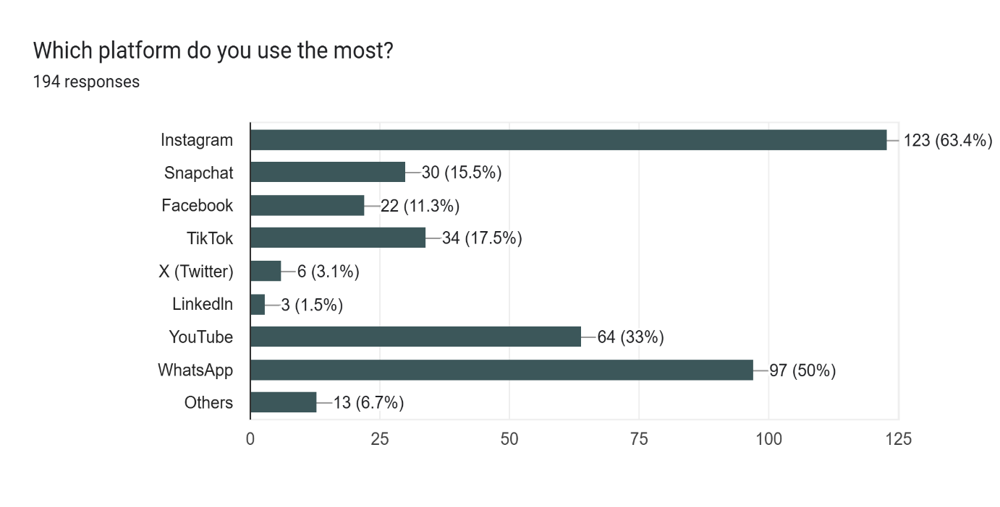 Which platform do you use the most?
194 responses
Instagram 123 (63.4%)
Snapchat 30 (15.5%)
Facebook 22 (11.3%)
TikTok 34 (17.5%)
X (Twitter) 6 (3.1%)
LinkedIn 3 (1.5%)
YouTube 64 (33%)
WhatsApp 97 (50%)
Others 13 (6.7%)
0 25 50 75 100 125